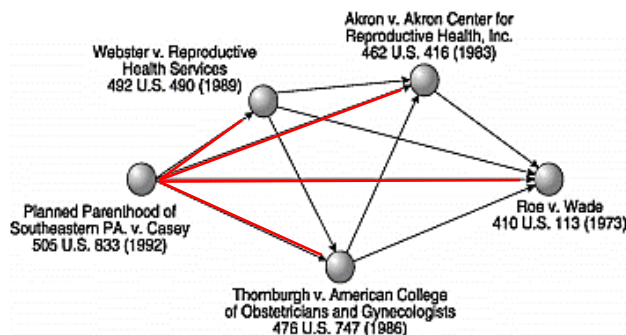 Akron v. Akron Center for
Reproductive Health, Inc.
462 U.S. 416 (1983)
Webster v. Reproductive
Health Services
492 U.S. 490 (1989)
Planned Parenthood of
Southeastern PA. v. Casey
505 U.S. 833 (1992)
Roe v. Wade
410 U.S. 113 (1973)
Thornburgh v. American College
of Obstetricians and Gynecologists
476 U.S. 747 (1986)